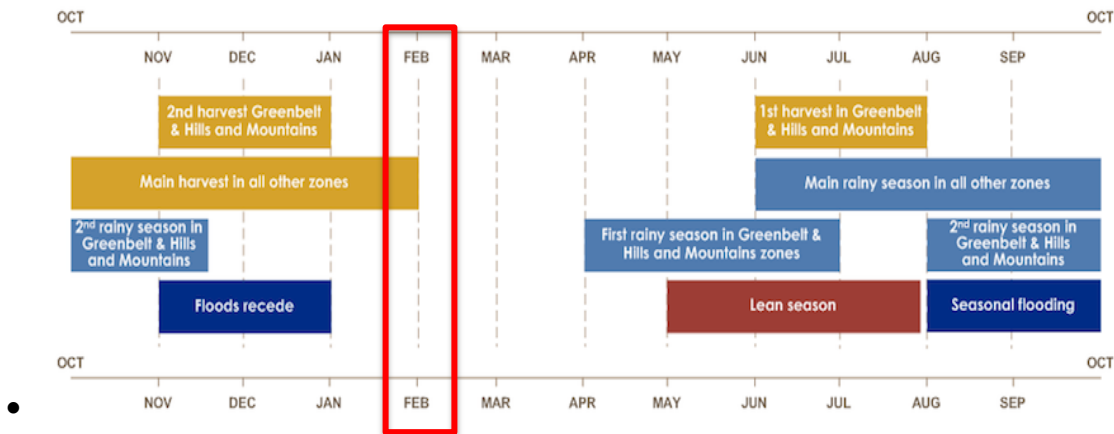 OCT OCT
NOV DEC JAN FEB MAR APR MAY JUN JUL AUG SEP
2nd harvest Greenbelt
& Hills and Mountains
1st harvest in Greenbelt
& Hills and Mountains
Main harvest in all other zones
Main rainy season in all other zones
2nd rainy season in
Greenbelt & Hills
and Mountains
First rainy season in Greenbelt &
Hills and Mountains zones
2nd rainy season in
Greenbelt & Hills
and Mountains
Floods recede
Lean season
Seasonal flooding
OCT OCT
NOV DEC JAN FEB MAR APR MAY JUN JUL AUG SEP